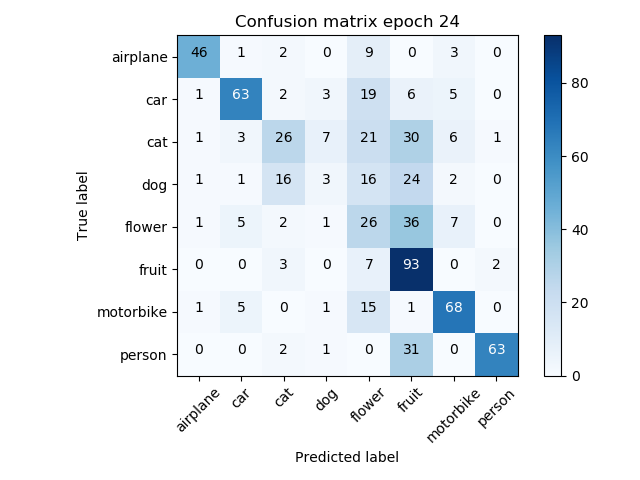 Confusion matrix epoch 24
True label
airplane 46 1 2 0 9 0 3 0
car 1 63 2 3 19 6 5 0
cat 1 3 26 7 21 30 6 1
dog 1 1 16 3 16 24 2 0
flower 1 5 2 1 26 36 7 0
fruit 0 0 3 0 7 93 0 2
motorbike 1 5 0 1 15 1 68 0
person 0 0 2 1 0 31 0 63
airplane car cat dog flower fruit motorbike person
Predicted label
80
60
40
20
0